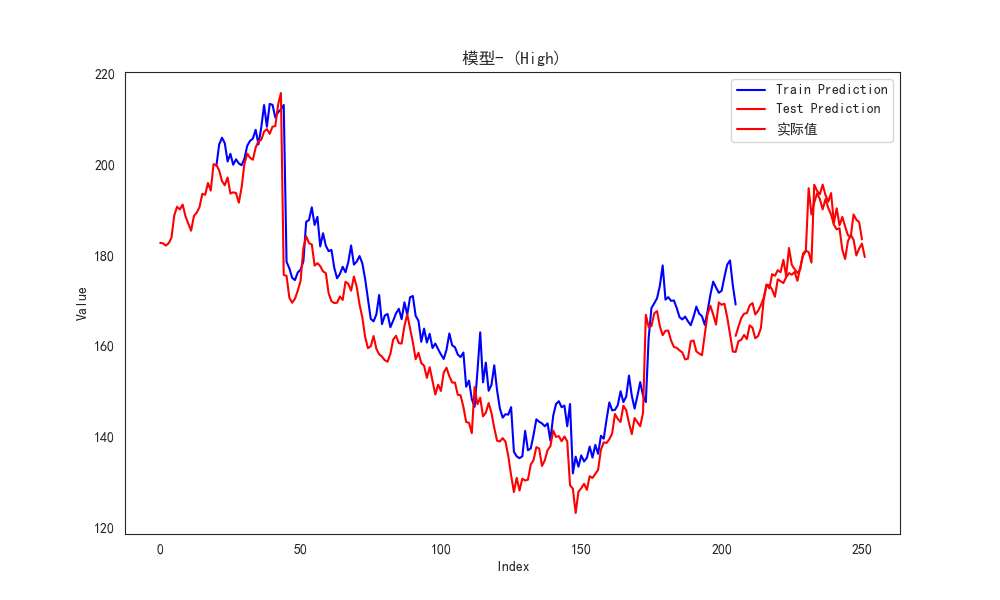 模型- (High)
220
200
180
160
140
120
Value
0
50
100
150
200
250
Index
Train Prediction
Test Prediction
实际值